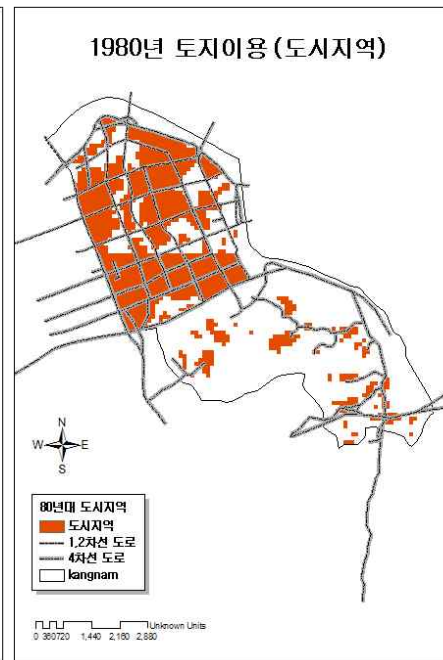 1980년 토지이용(도시지역)
N
W E
S
80년대 도시지역
도시지역
1,2차선 도로
4차선 도로
kangnam
Unknown Units
0 360720 1,440 2,160 2,880